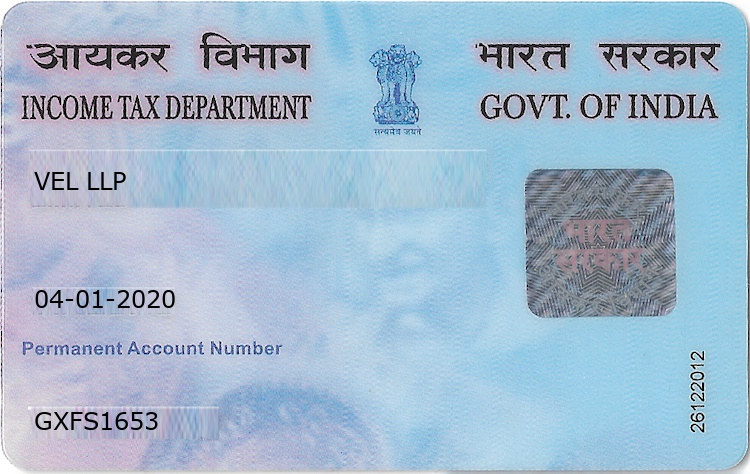 आयकर विभाग
भारत सरकार
INCOME TAX DEPARTMENT
GOVT. OF INDIA
सत्यमेव जयते
VEL LLP
भारत
सरकार
04-01-2020
Permanent Account Number
26122012
GXFS1653